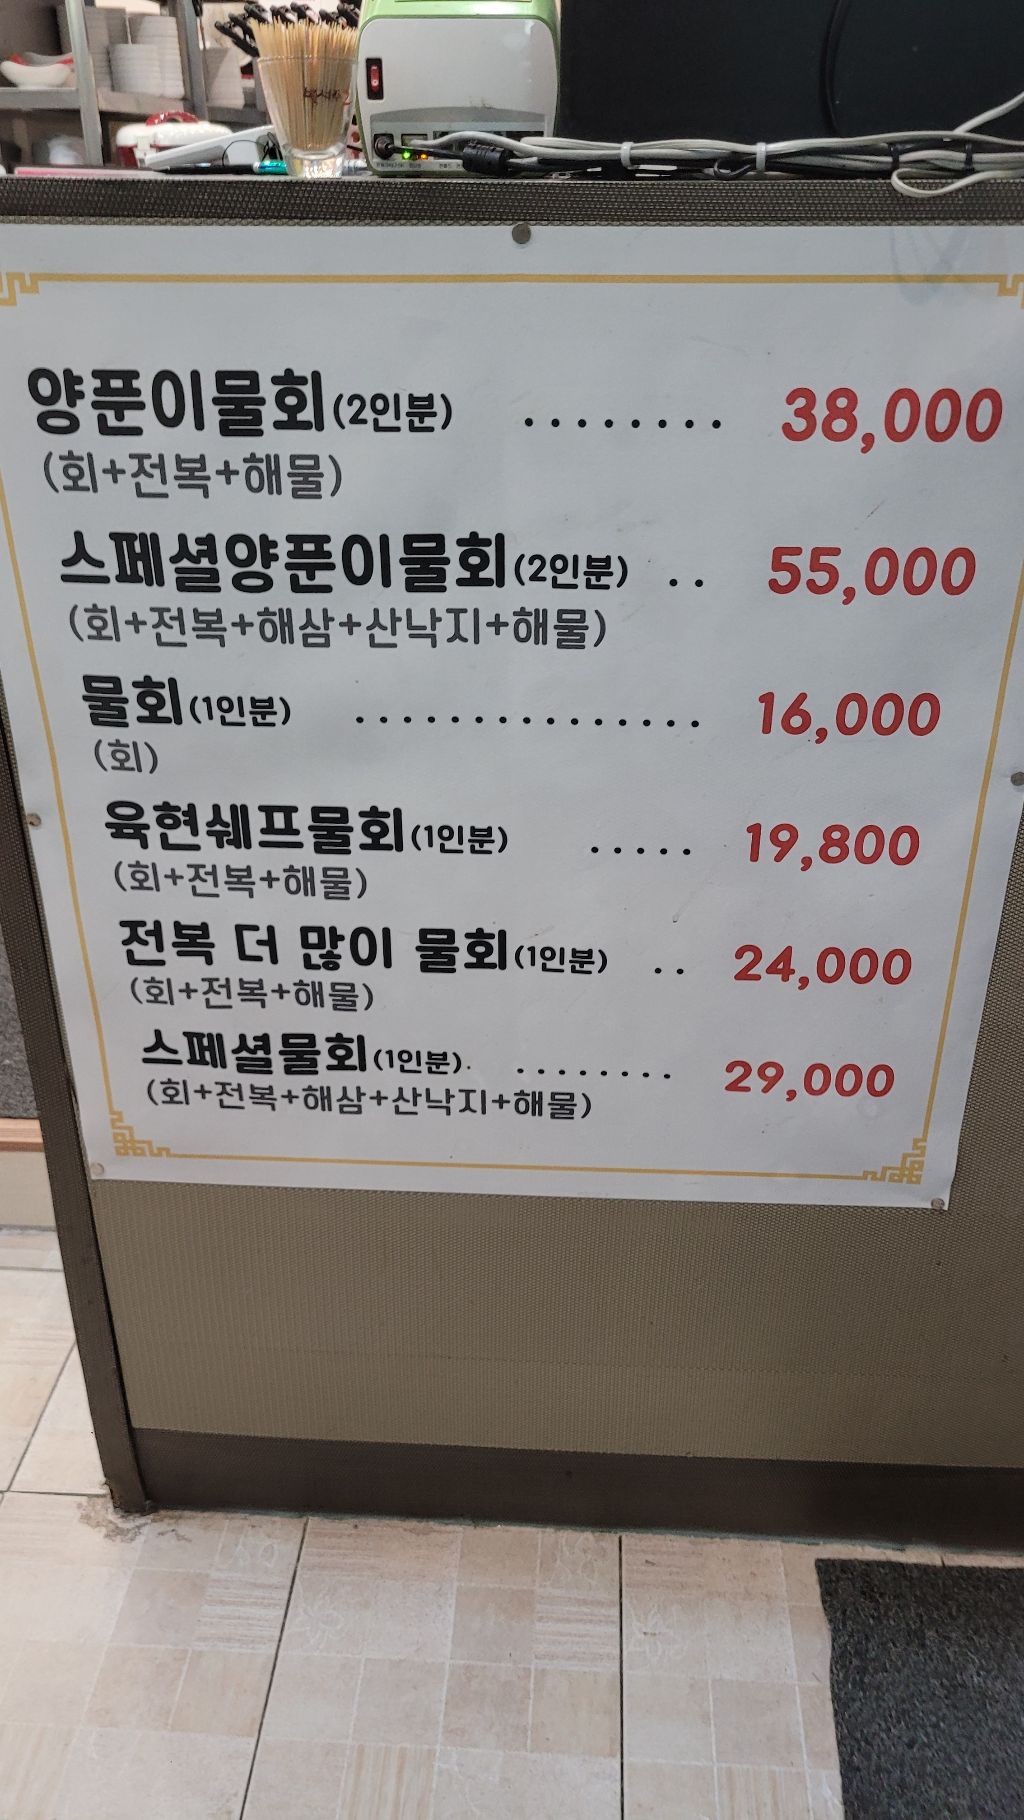 양푼이물회(2인분) ........ 38,000
(회+전복+해물)
스페셜양푼이물회(2인분) .. 55,000
(회+전복+해삼+산낙지+해물)
물회(1인분) ............... 16,000
(회)
육현쉐프물회(1인분) ..... 19,800
(회+전복+해물)
전복 더 많이 물회(1인분) .. 24,000
(회+전복+해물)
스페셜물회(1인분). ........ 29,000
(회+전복+해삼+산낙지+해물)